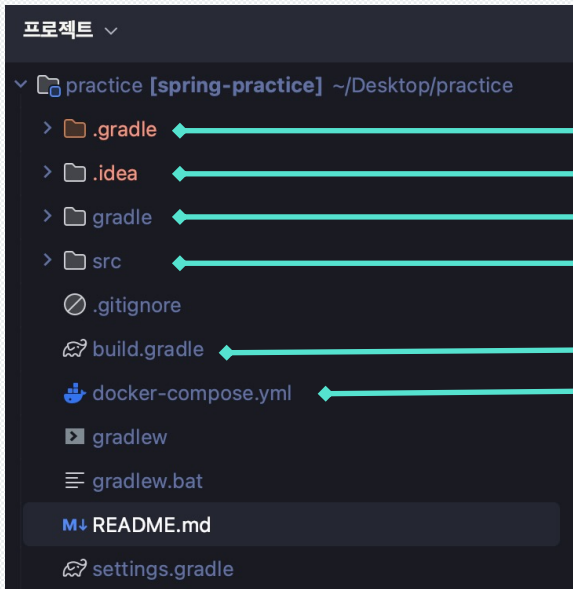 프로젝트
practice [spring-practice] ~/Desktop/practice
.gradle
.idea
gradle
src
.gitignore
build.gradle
docker-compose.yml
gradlew
gradlew.bat
M↓ README.md
settings.gradle